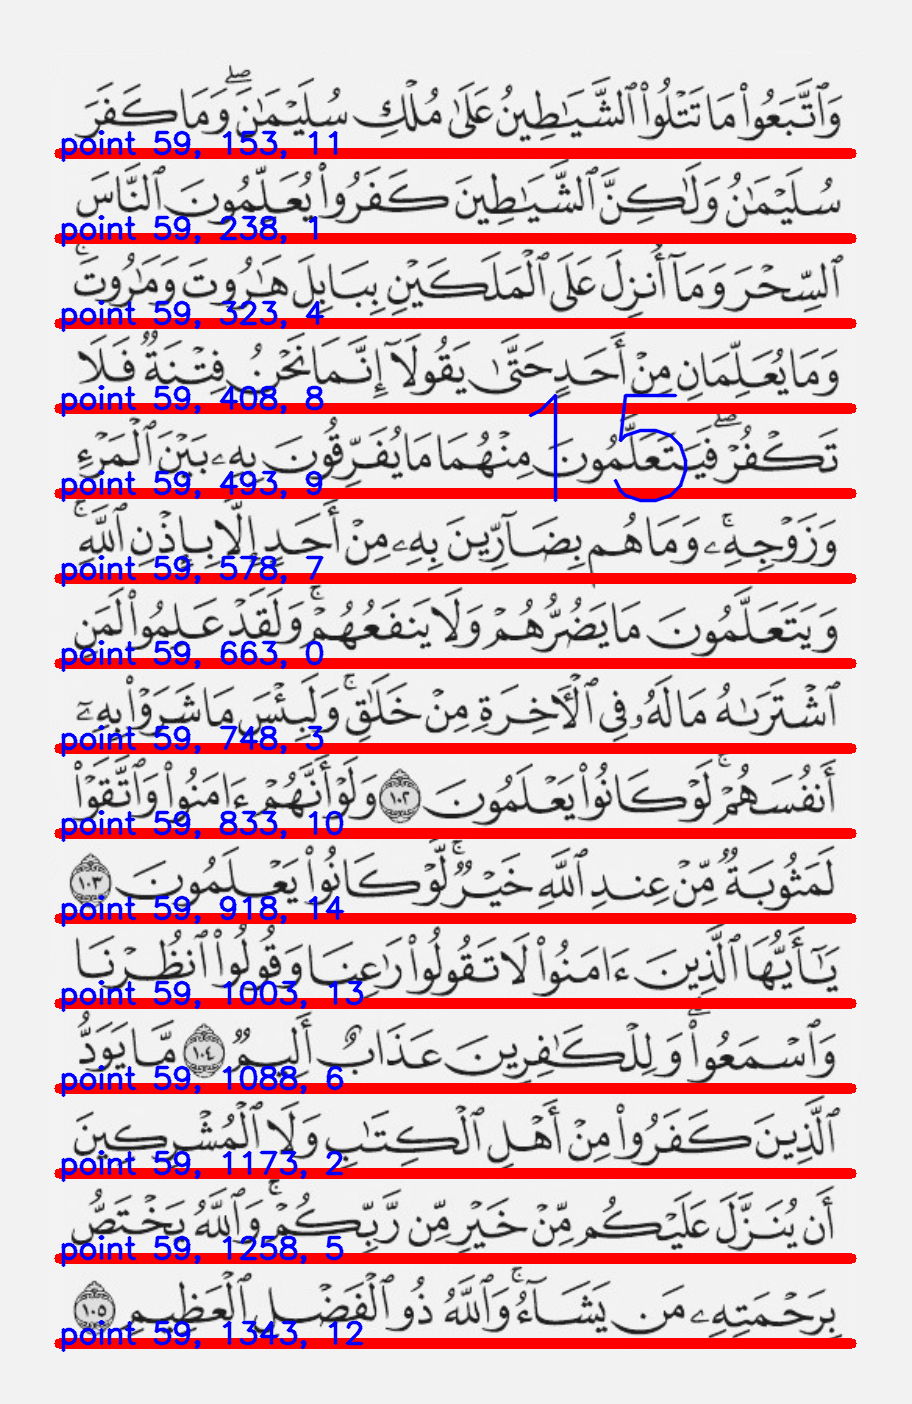 وَٱتَّبَعُوا۟ مَا تَتْلُوا۟ ٱلشَّيَـٰطِينُ عَلَىٰ مُلْكِ سُلَيْمَـٰنَ ۖ وَمَا كَفَرَ
point 59, 153, 11
سُلَيْمَـٰنُ وَلَـٰكِنَّ ٱلشَّيَـٰطِينَ كَفَرُوا۟ يُعَلِّمُونَ ٱلنَّاسَ
point 59, 238, 1
ٱلسِّحْرَ وَمَآ أُنزِلَ عَلَى ٱلْمَلَكَيْنِ بِبَابِلَ هَـٰرُوتَ وَمَـٰرُوتَ ۚ
point 59, 323, 4
وَمَا يُعَلِّمَانِ مِنْ أَحَدٍ حَتَّىٰ يَقُولَآ إِنَّمَا نَحْنُ فِتْنَةٌ فَلَا
point 59, 408, 8
15
تَكْفُرْ ۖ فَيَتَعَلَّمُونَ مِنْهُمَا مَا يُفَرِّقُونَ بِهِۦ بَيْنَ ٱلْمَرْءِ
point 59, 493, 9
وَزَوْجِهِۦ ۚ وَمَا هُم بِضَآرِّينَ بِهِۦ مِنْ أَحَدٍ إِلَّا بِإِذْنِ ٱللَّهِ ۚ
point 59, 578, 7
وَيَتَعَلَّمُونَ مَا يَضُرُّهُمْ وَلَا يَنفَعُهُمْ ۚ وَلَقَدْ عَلِمُوا۟ لَمَنِ
point 59, 663, 0
ٱشْتَرَىٰهُ مَا لَهُۥ فِى ٱلْـَٔاخِرَةِ مِنْ خَلَـٰقٍ ۚ وَلَبِئْسَ مَا شَرَوْا۟ بِهِۦٓ
point 59, 748, 3
أَنفُسَهُمْ ۚ لَوْ كَانُوا۟ يَعْلَمُونَ ١٠٢ وَلَوْ أَنَّهُمْ ءَامَنُوا۟ وَٱتَّقَوْا۟
point 59, 833, 10
لَمَثُوبَةٌ مِّنْ عِندِ ٱللَّهِ خَيْرٌ ۖ لَّوْ كَانُوا۟ يَعْلَمُونَ ١٠٣
point 59, 918, 14
يَـٰٓأَيُّهَا ٱلَّذِينَ ءَامَنُوا۟ لَا تَقُولُوا۟ رَٰعِنَا وَقُولُوا۟ ٱنظُرْنَا
point 59, 1003, 13
وَٱسْمَعُوا۟ ۗ وَلِلْكَـٰفِرِينَ عَذَابٌ أَلِيمٌ ١٠٤ مَّا يَوَدُّ
point 59, 1088, 6
ٱلَّذِينَ كَفَرُوا۟ مِنْ أَهْلِ ٱلْكِتَـٰبِ وَلَا ٱلْمُشْرِكِينَ
point 59, 1173, 2
أَن يُنَزَّلَ عَلَيْكُم مِّنْ خَيْرٍ مِّن رَّبِّكُمْ ۗ وَٱللَّهُ يَخْتَصُّ
point 59, 1258, 5
بِرَحْمَتِهِۦ مَن يَشَآءُ ۚ وَٱللَّهُ ذُو ٱلْفَضْلِ ٱلْعَظِيمِ ١٠٥
point 59, 1343, 12